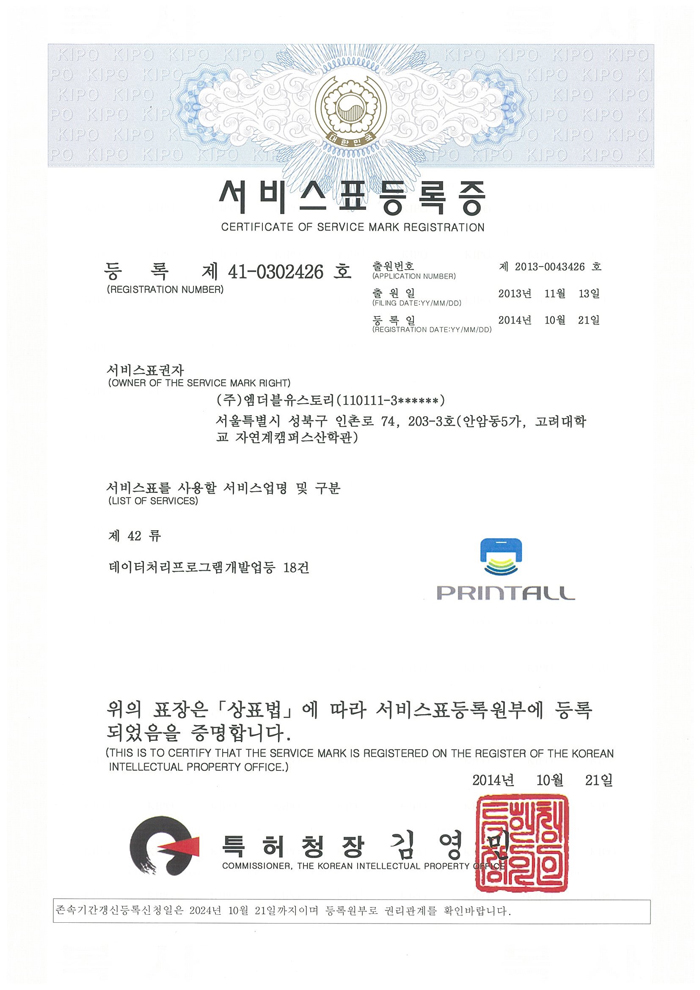 KIPO KIPO KIPO KIPO KIPO KIPO KIPO KIPO
대한민국
서비스표등록증
CERTIFICATE OF SERVICE MARK REGISTRATION
등 록 제 41-0302426 호
(REGISTRATION NUMBER)
출원번호 제 2013-0043426 호
(APPLICATION NUMBER)
출 원 일 2013년 11월 13일
(FILING DATE:YY/MM/DD)
등 록 일 2014년 10월 21일
(REGISTRATION DATE:YY/MM/DD)
서비스표권자
(OWNER OF THE SERVICE MARK RIGHT)
(주)엠더블유스토리(110111-3******)
서울특별시 성북구 인촌로 74, 203-3호(안암동5가, 고려대학
교 자연계캠퍼스산학관)
서비스표를 사용할 서비스업명 및 구분
(LIST OF SERVICES)
제 42 류
데이터처리프로그램개발업등 18건
PRINTALL
위의 표장은「상표법」에 따라 서비스표등록원부에 등록
되었음을 증명합니다.
(THIS IS TO CERTIFY THAT THE SERVICE MARK IS REGISTERED ON THE REGISTER OF THE KOREAN
INTELLECTUAL PROPERTY OFFICE.)
2014년 10월 21일
특허청장 김영민
COMMISSIONER, THE KOREAN INTELLECTUAL PROPERTY OFFICE
존속기간갱신등록신청일은 2024년 10월 21일까지이며 등록원부로 권리관계를 확인바랍니다.